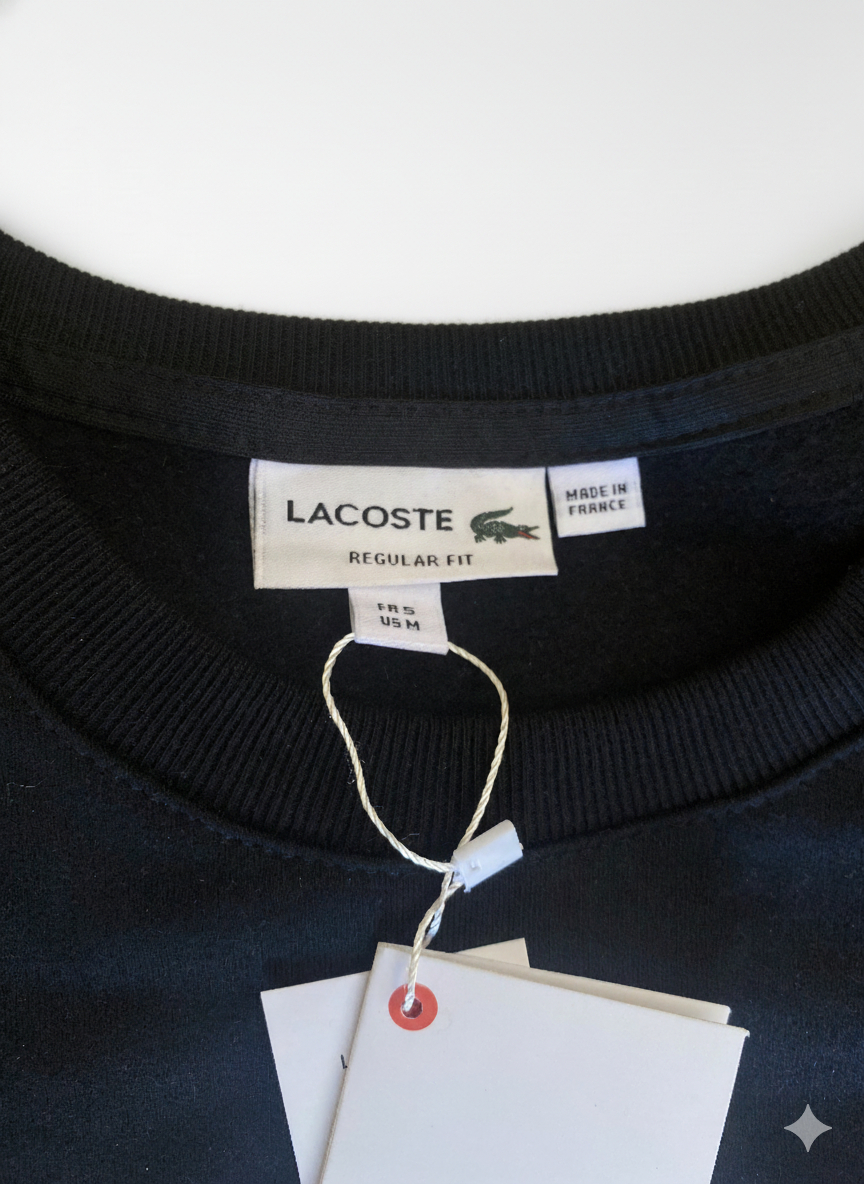 LACOSTE
REGULAR FIT
MADE IN
FRANCE
FR 5
US M
L